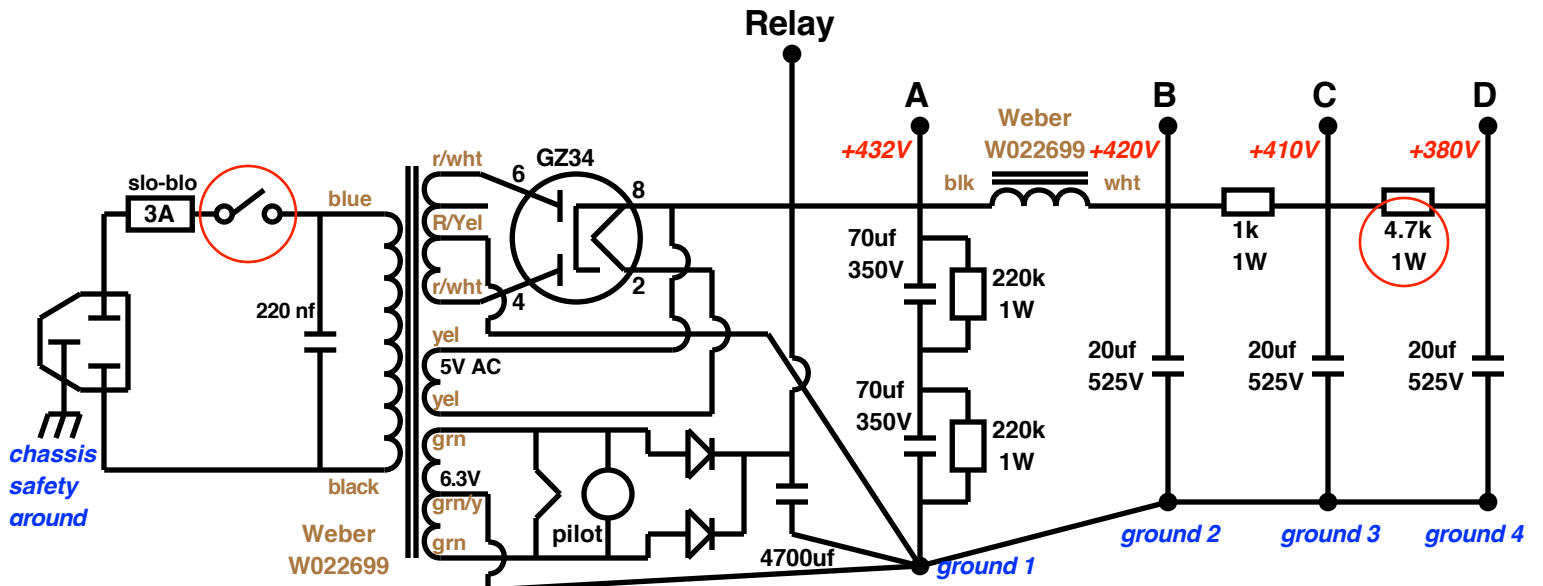 Relay
A
B
C
D
Weber
W022699
+432V
+420V
+410V
+380V
blk
wht
r/wht
6
GZ34
8
slo-blo
3A
blue
R/Yel
r/wht
4
2
70uf
350V
220k
1W
1k
1W
4.7k
1W
220 nf
yel
5V AC
yel
20uf
525V
20uf
525V
20uf
525V
70uf
350V
220k
1W
chassis
safety
ground
grn
6.3V
grn/y
grn
black
pilot
Weber
W022699
4700uf
ground 1
ground 2
ground 3
ground 4